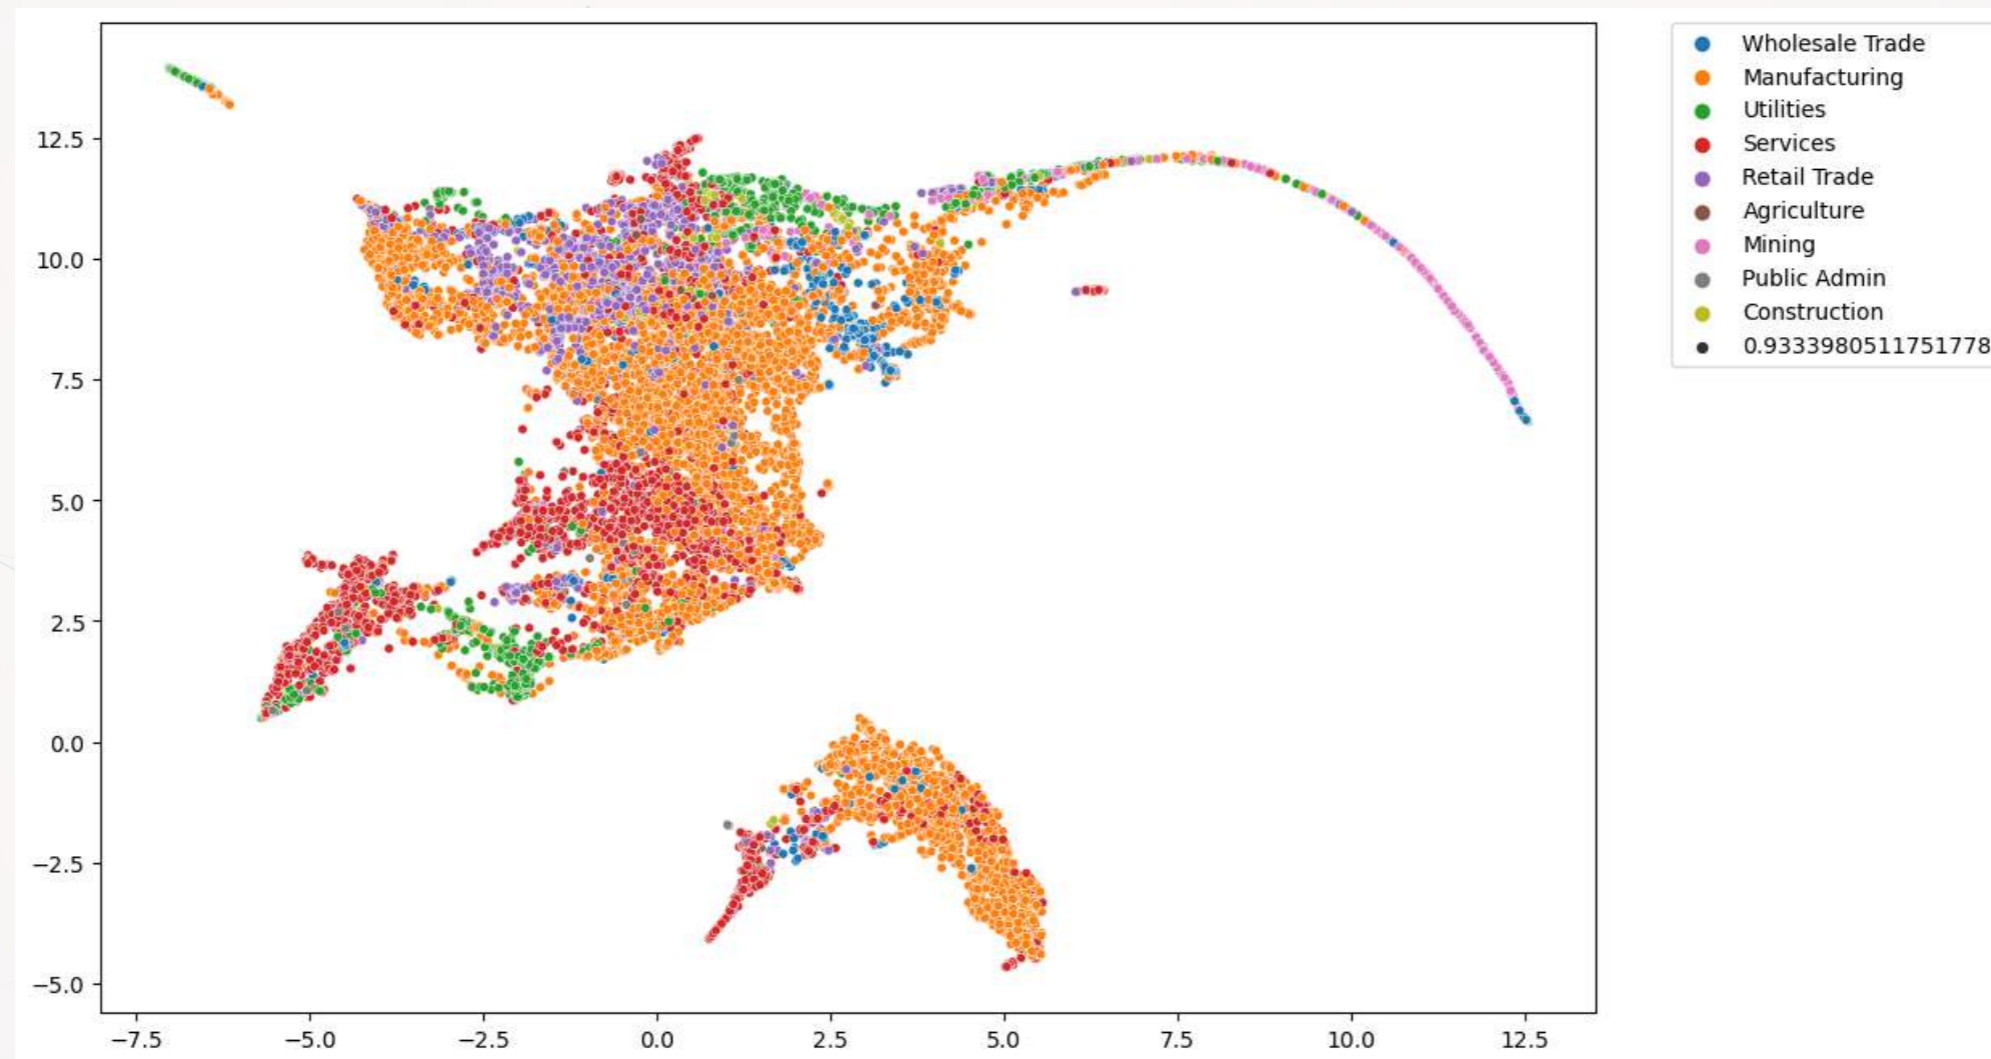 Wholesale Trade
Manufacturing
Utilities
Services
Retail Trade
Agriculture
Mining
Public Admin
Construction
0.9333980511751778
12.5
10.0
7.5
5.0
2.5
0.0
−2.5
−5.0
−7.5 −5.0 −2.5 0.0 2.5 5.0 7.5 10.0 12.5